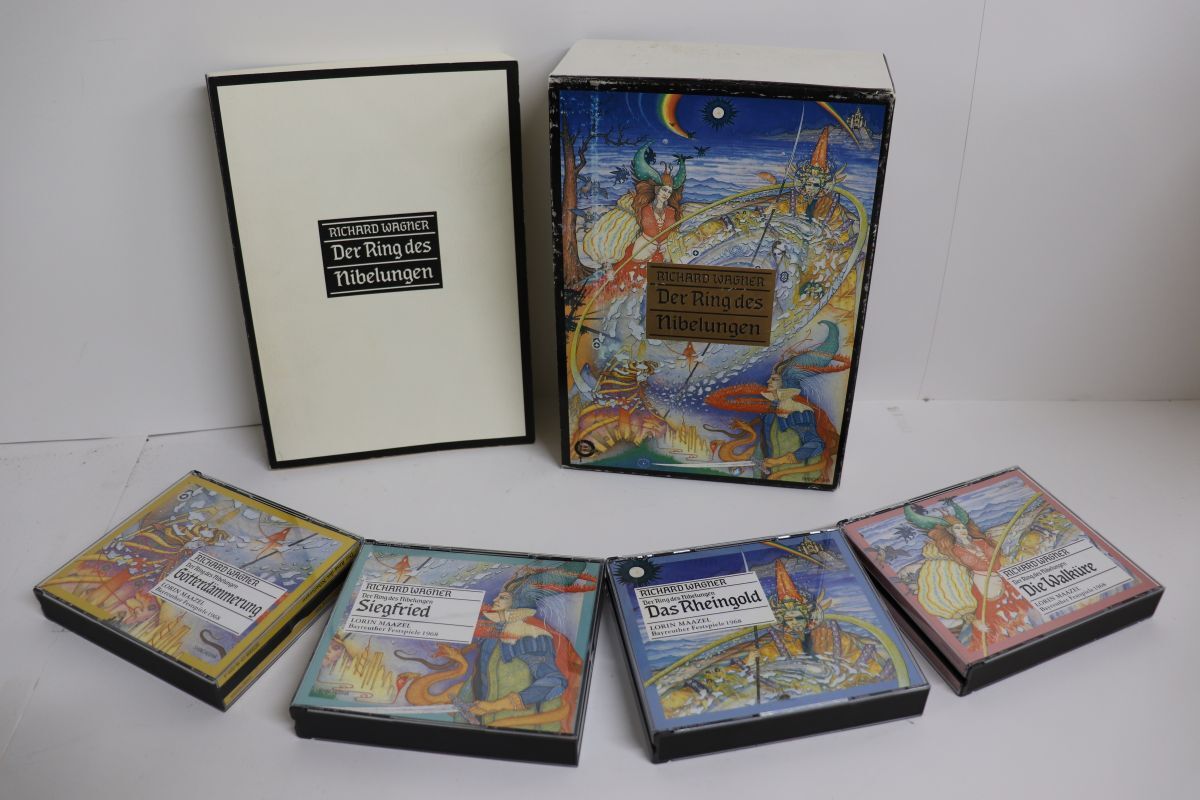 RICHARD WAGNER
Der Ring des
Nibelungen
RICHARD WAGNER
Der Ring des
Nibelungen
RICHARD WAGNER
Der Ring des Nibelungen
Götterdämmerung
LORIN MAAZEL
Bayreuther Festspiele 1968
RICHARD WAGNER
Der Ring des Nibelungen
Siegfried
LORIN MAAZEL
Bayreuther Festspiele 1968
RICHARD WAGNER
Der Ring des Nibelungen
Das Rheingold
LORIN MAAZEL
Bayreuther Festspiele 1968
RICHARD WAGNER
Der Ring des Nibelungen
Die Walküre
LORIN MAAZEL
Bayreuther Festspiele 1968